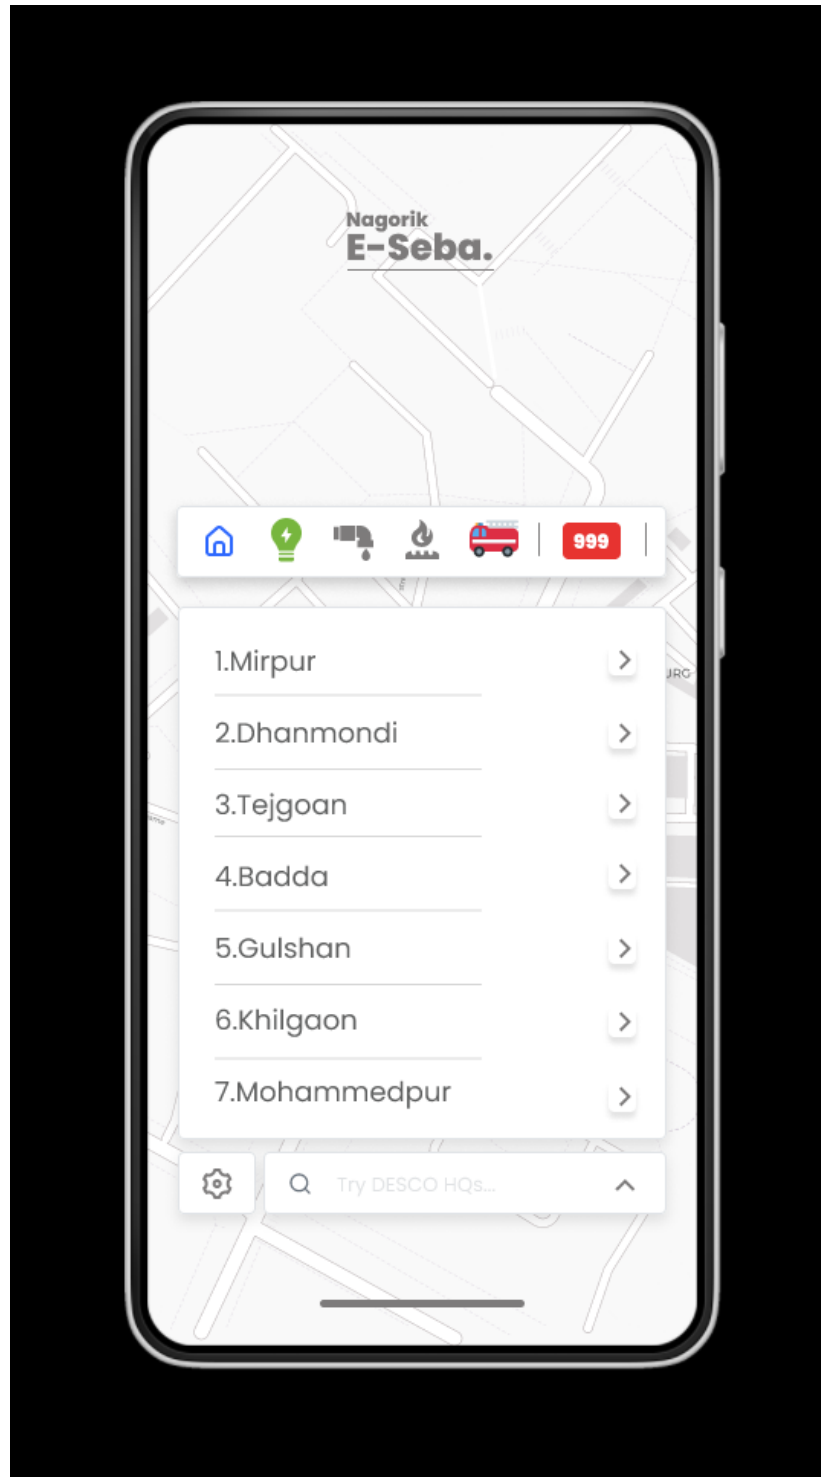 Nagorik
E-Seba.
999
1.Mirpur
URG
2.Dhanmondi
3.Tejgoan
4.Badda
5.Gulshan
6.Khilgaon
7.Mohammedpur
Try DESCO HQs...